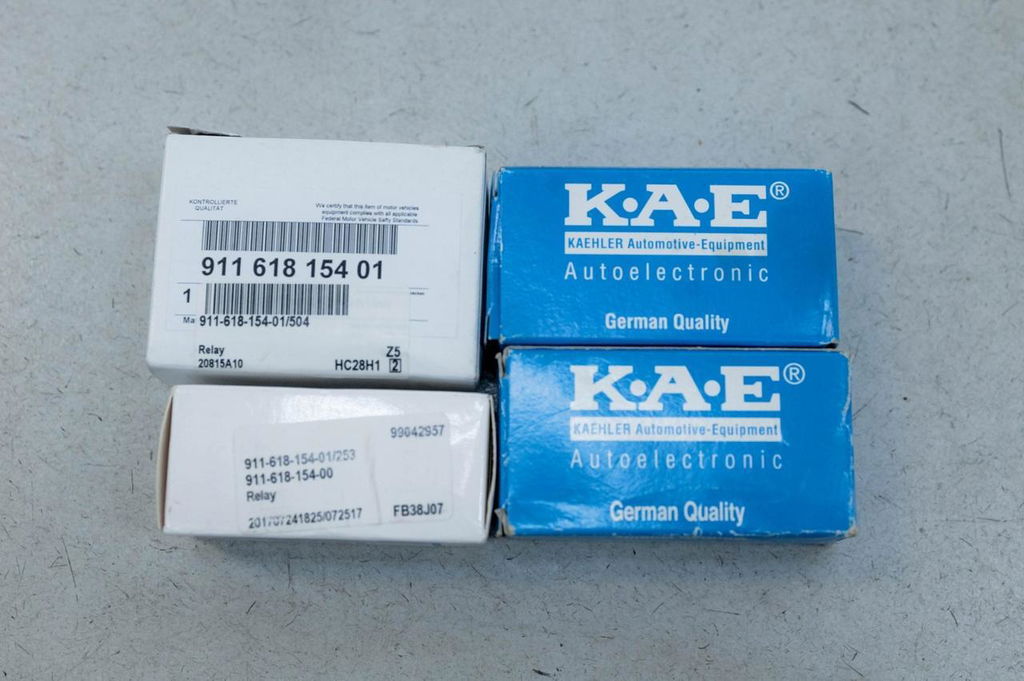 KONTROLLIERTE
QUALITÄT
We certify that this item of motor vehicles
equipment complies with all applicable
Federal Motor Vehicle Safty Standards
911 618 154 01
1
Ma
911-618-154-01/504
Relay
20815A10
HC28H1
Z5
2
99042957
911-618-154-01/253
911-618-154-00
Relay
201707241825/072517
FB38J07
K·A·E®
KAEHLER Automotive-Equipment
Autoelectronic
German Quality
K·A·E®
KAEHLER Automotive-Equipment
Autoelectronic
German Quality